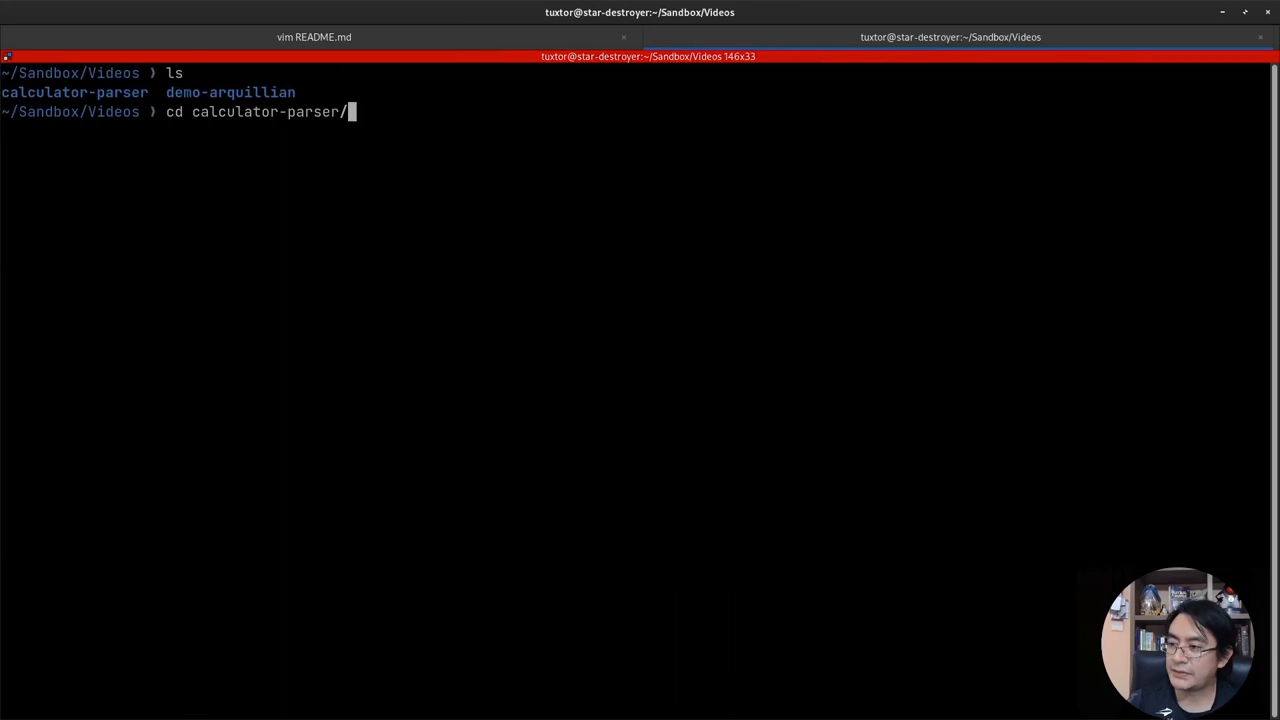 tuxtor@star-destroyer:~/Sandbox/Videos
vim README.md × tuxtor@star-destroyer:~/Sandbox/Videos ×
tuxtor@star-destroyer:~/Sandbox/Videos 146x33
~/Sandbox/Videos ❯ ls
calculator-parser demo-arquillian
~/Sandbox/Videos ❯ cd calculator-parser/